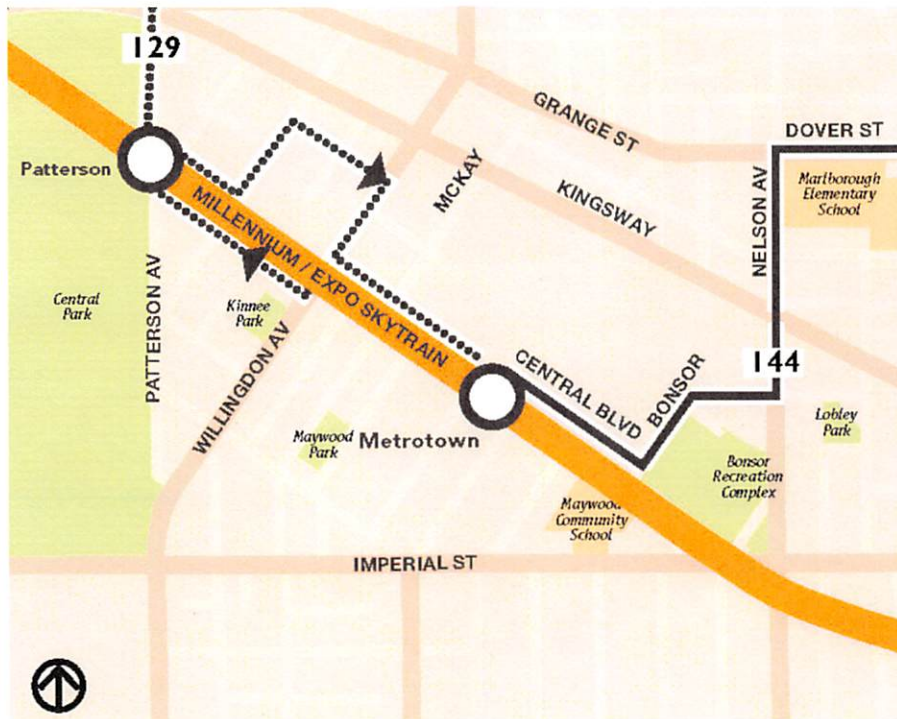 129
GRANGE ST
DOVER ST
Patterson
MILLENNIUM / EXPO SKYTRAIN
MCKAY
KINGSWAY
NELSON AV
Marlborough
Elementary
School
Central
Park
PATTERSON AV
Kinnee
Park
WILLINGDON AV
CENTRAL BLVD
BONSOR
144
Lobley
Park
Maywood
Park
Metrotown
Bonsor
Recreation
Complex
Maywood
Community
School
IMPERIAL ST